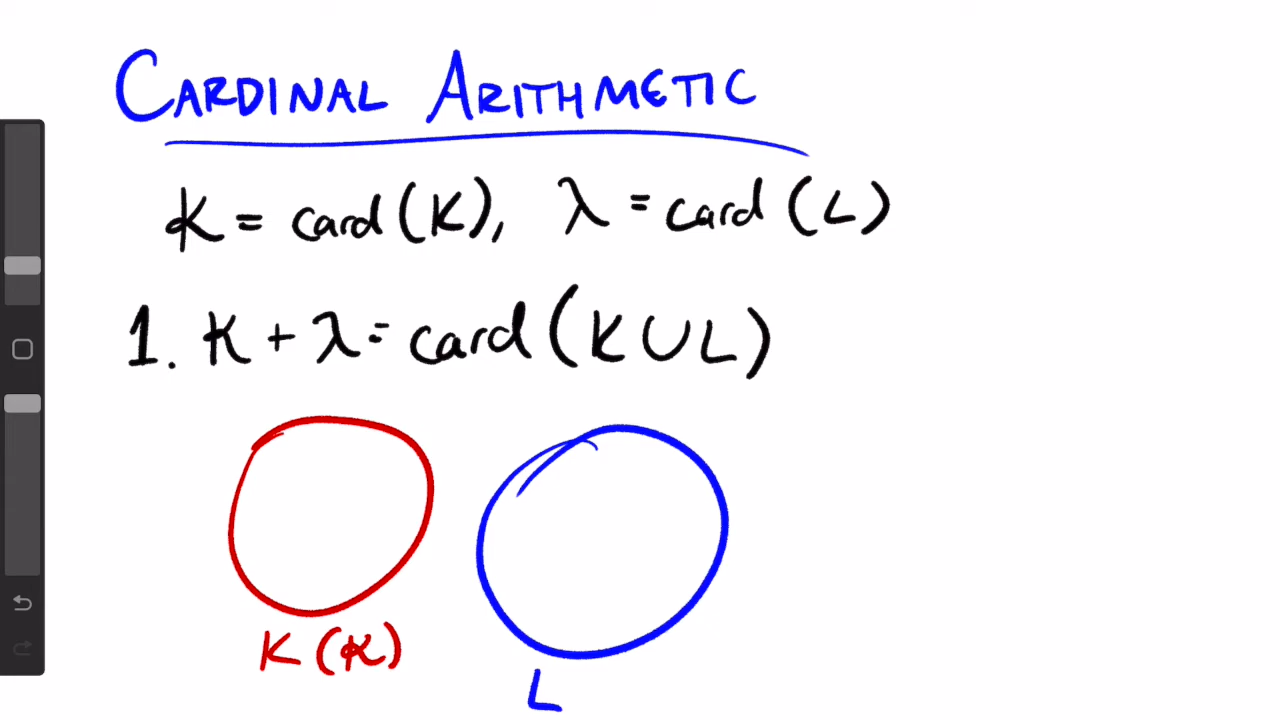 CARDINAL ARITHMETIC
κ = card(K), λ = card(L)
1. κ + λ = card(K ∪ L)
K (κ)
L